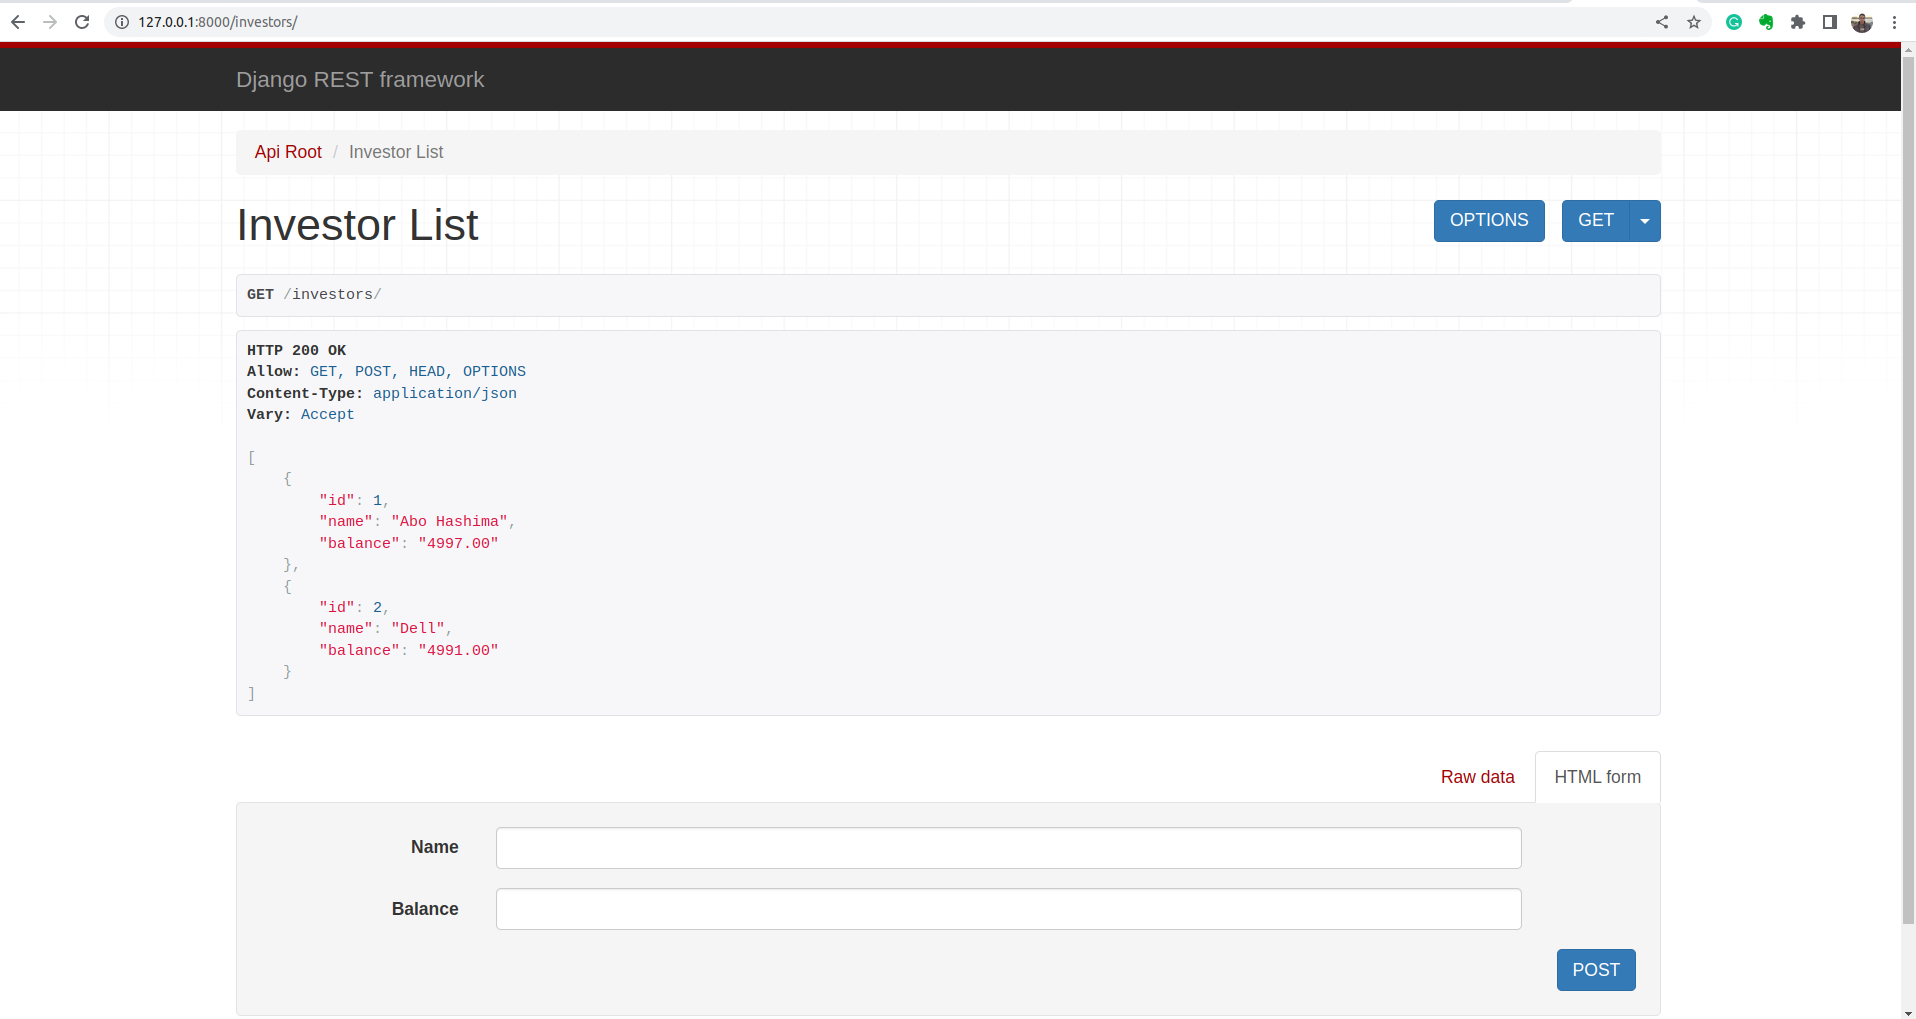 127.0.0.1:8000/investors/
Django REST framework
Api Root / Investor List
Investor List
OPTIONS
GET
GET /investors/
HTTP 200 OK
Allow: GET, POST, HEAD, OPTIONS
Content-Type: application/json
Vary: Accept
[
    {
        "id": 1,
        "name": "Abo Hashima",
        "balance": "4997.00"
    },
    {
        "id": 2,
        "name": "Dell",
        "balance": "4991.00"
    }
]
Raw data
HTML form
Name
Balance
POST